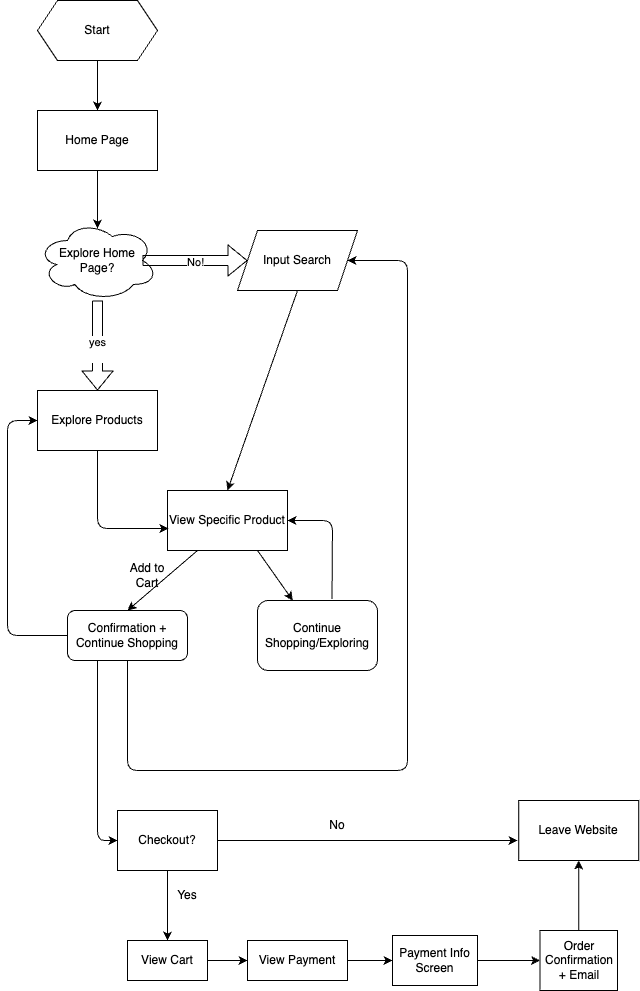 Start
Home Page
Explore Home
Page?
No!
Input Search
yes
Explore Products
View Specific Product
Add to
Cart
Confirmation +
Continue Shopping
Continue
Shopping/Exploring
Checkout?
No
Leave Website
Yes
View Cart
View Payment
Payment Info
Screen
Order
Confirmation
+ Email